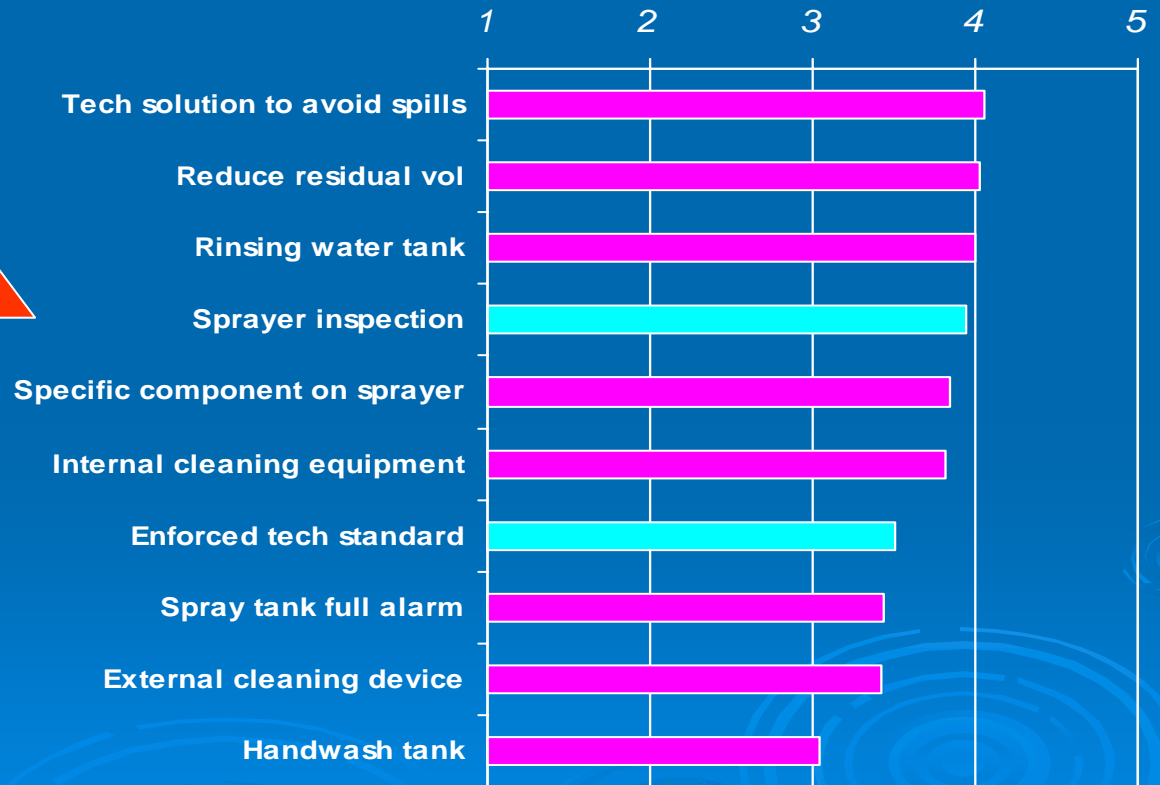 1 2 3 4 5
Tech solution to avoid spills
Reduce residual vol
Rinsing water tank
Sprayer inspection
Specific component on sprayer
Internal cleaning equipment
Enforced tech standard
Spray tank full alarm
External cleaning device
Handwash tank